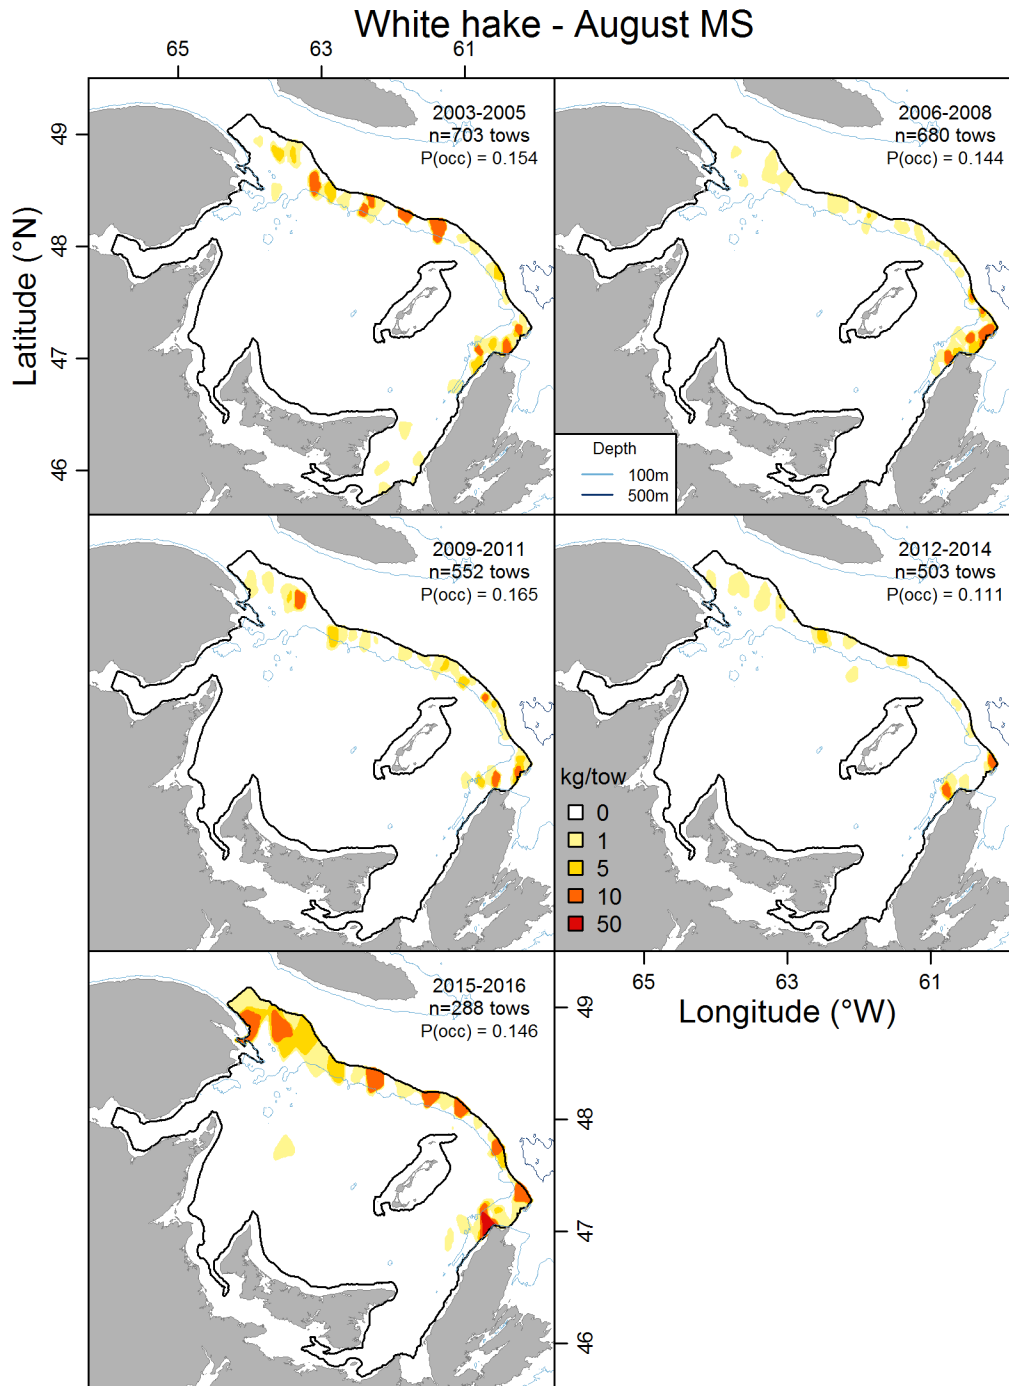 White hake - August MS
65 63 61
2003-2005
n=703 tows
P(occ) = 0.154
2006-2008
n=680 tows
P(occ) = 0.144
49
48
47
46
Latitude (°N)
Depth
100m
500m
2009-2011
n=552 tows
P(occ) = 0.165
2012-2014
n=503 tows
P(occ) = 0.111
kg/tow
0
1
5
10
50
2015-2016
n=288 tows
P(occ) = 0.146
65 63 61
Longitude (°W)
49
48
47
46